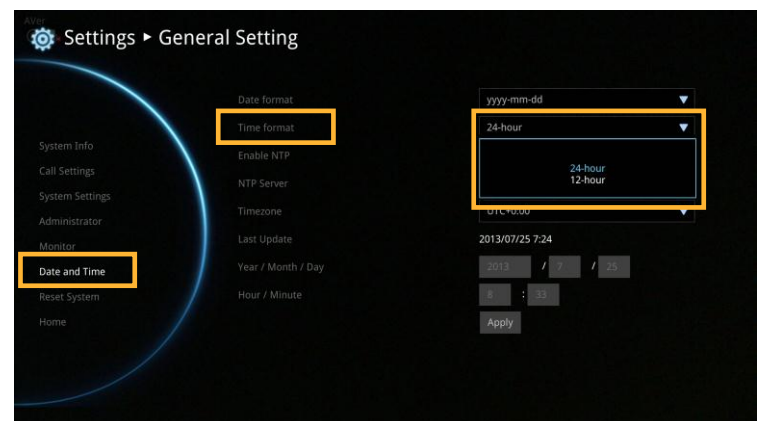 AVer
Settings ▸ General Setting
Date format
yyyy-mm-dd
Time format
24-hour
24-hour
12-hour
Enable NTP
NTP Server
Timezone
UTC+0:00
Last Update
2013/07/25 7:24
Year / Month / Day
2013 / 7 / 25
Hour / Minute
8 : 33
Apply
System Info
Call Settings
System Settings
Administrator
Monitor
Date and Time
Reset System
Home